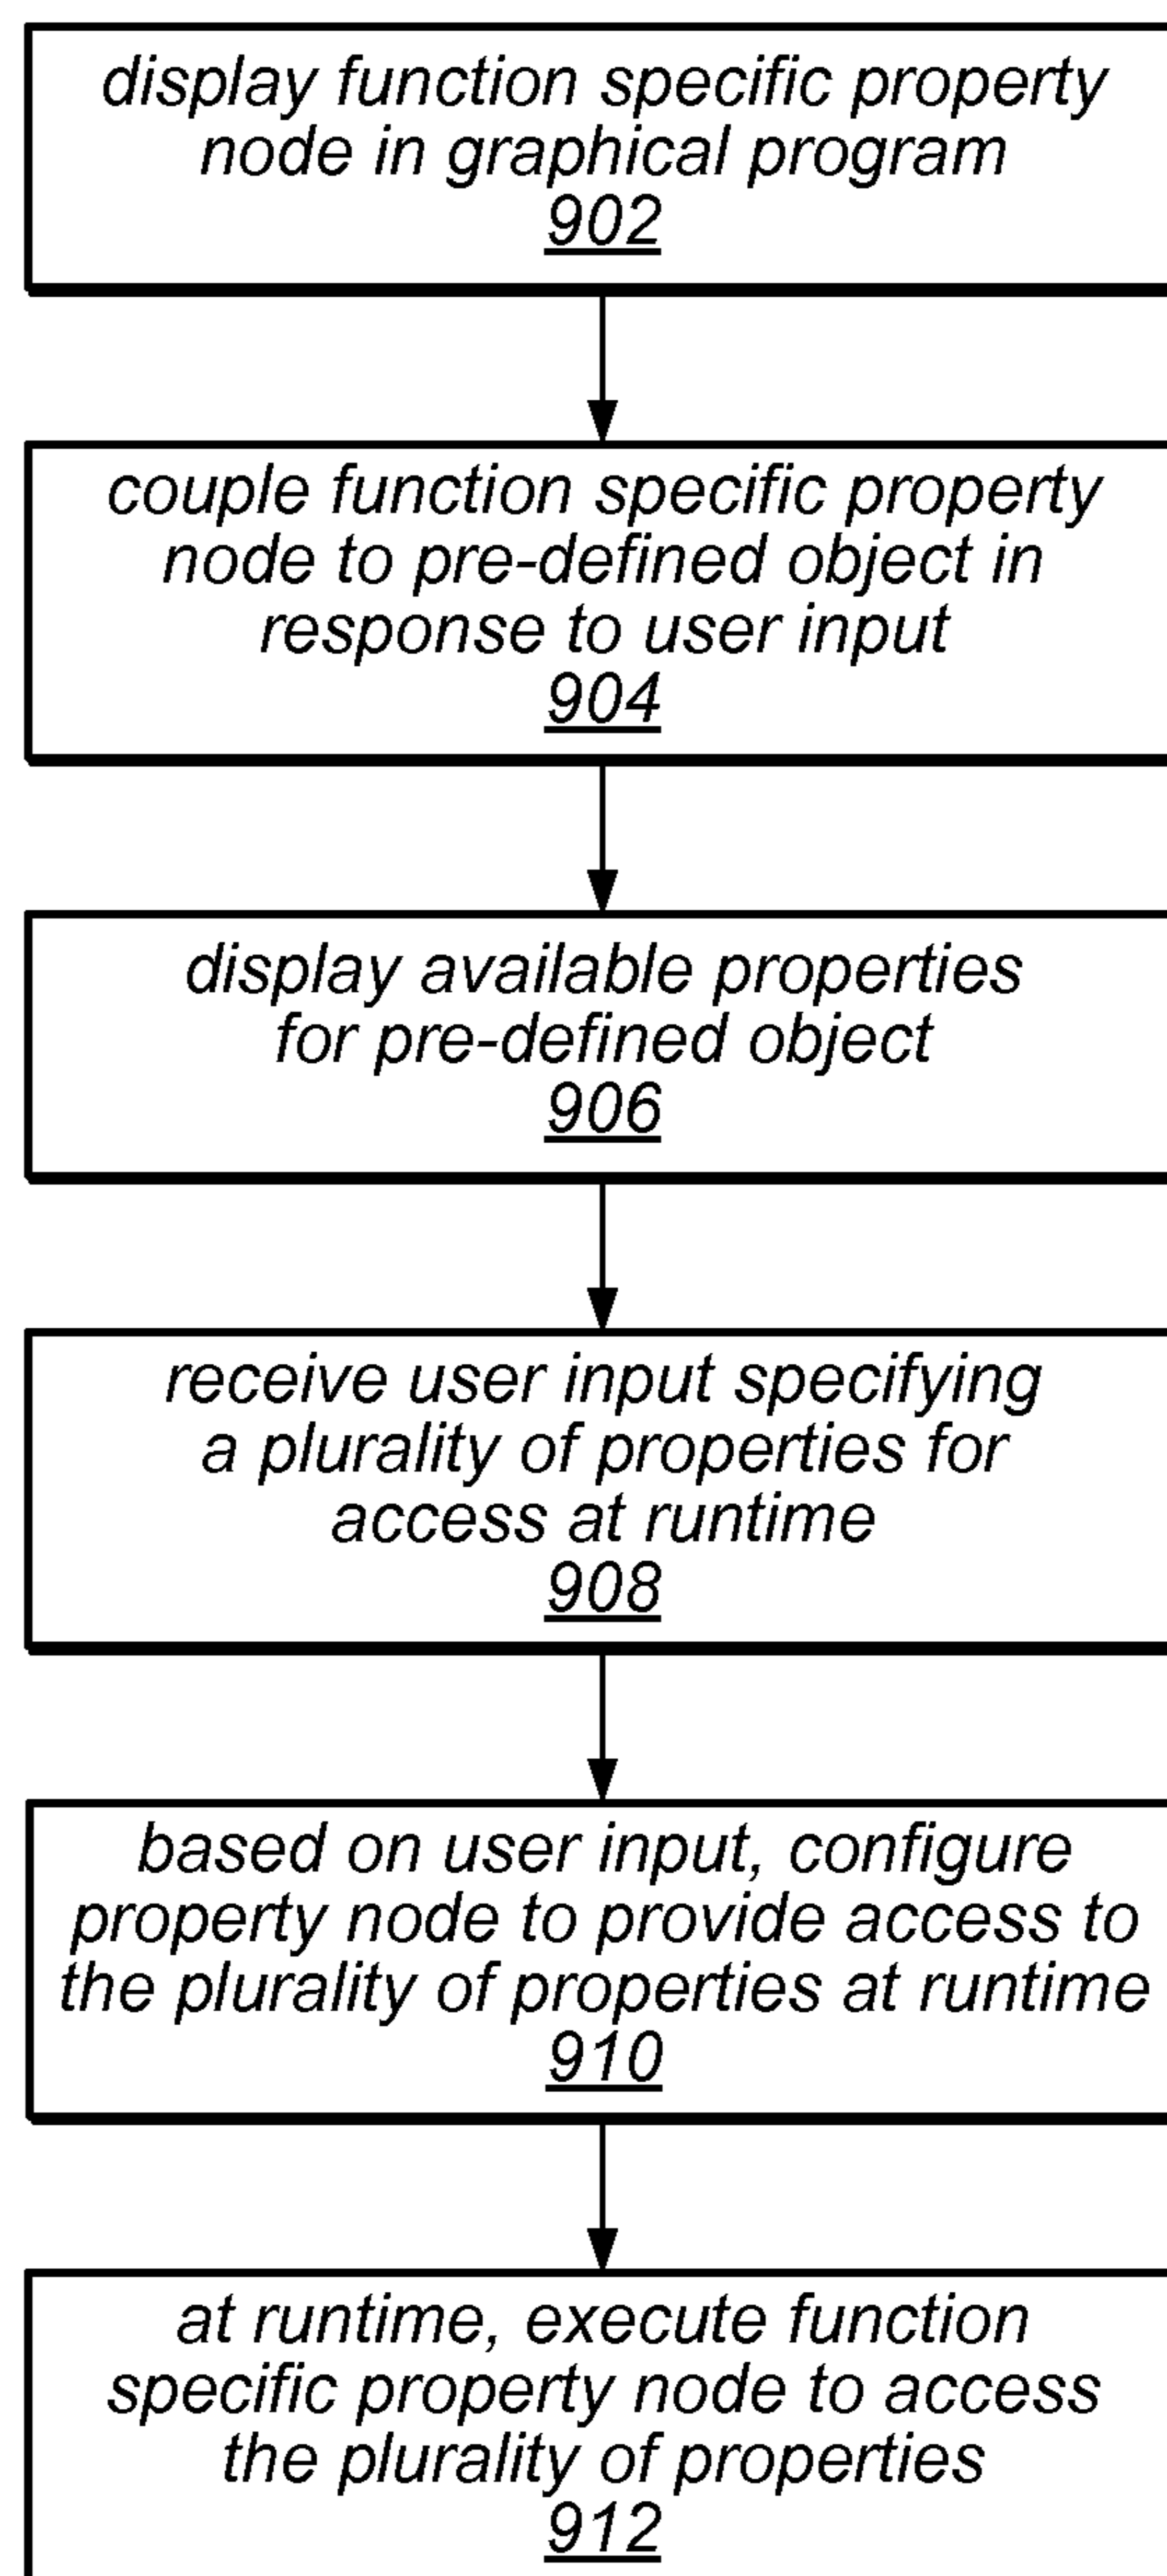 display function specific property
node in graphical program
902
couple function specific property
node to pre-defined object in
response to user input
904
display available properties
for pre-defined object
906
receive user input specifying
a plurality of properties for
access at runtime
908
based on user input, configure
property node to provide access to
the plurality of properties at runtime
910
at runtime, execute function
specific property node to access
the plurality of properties
912